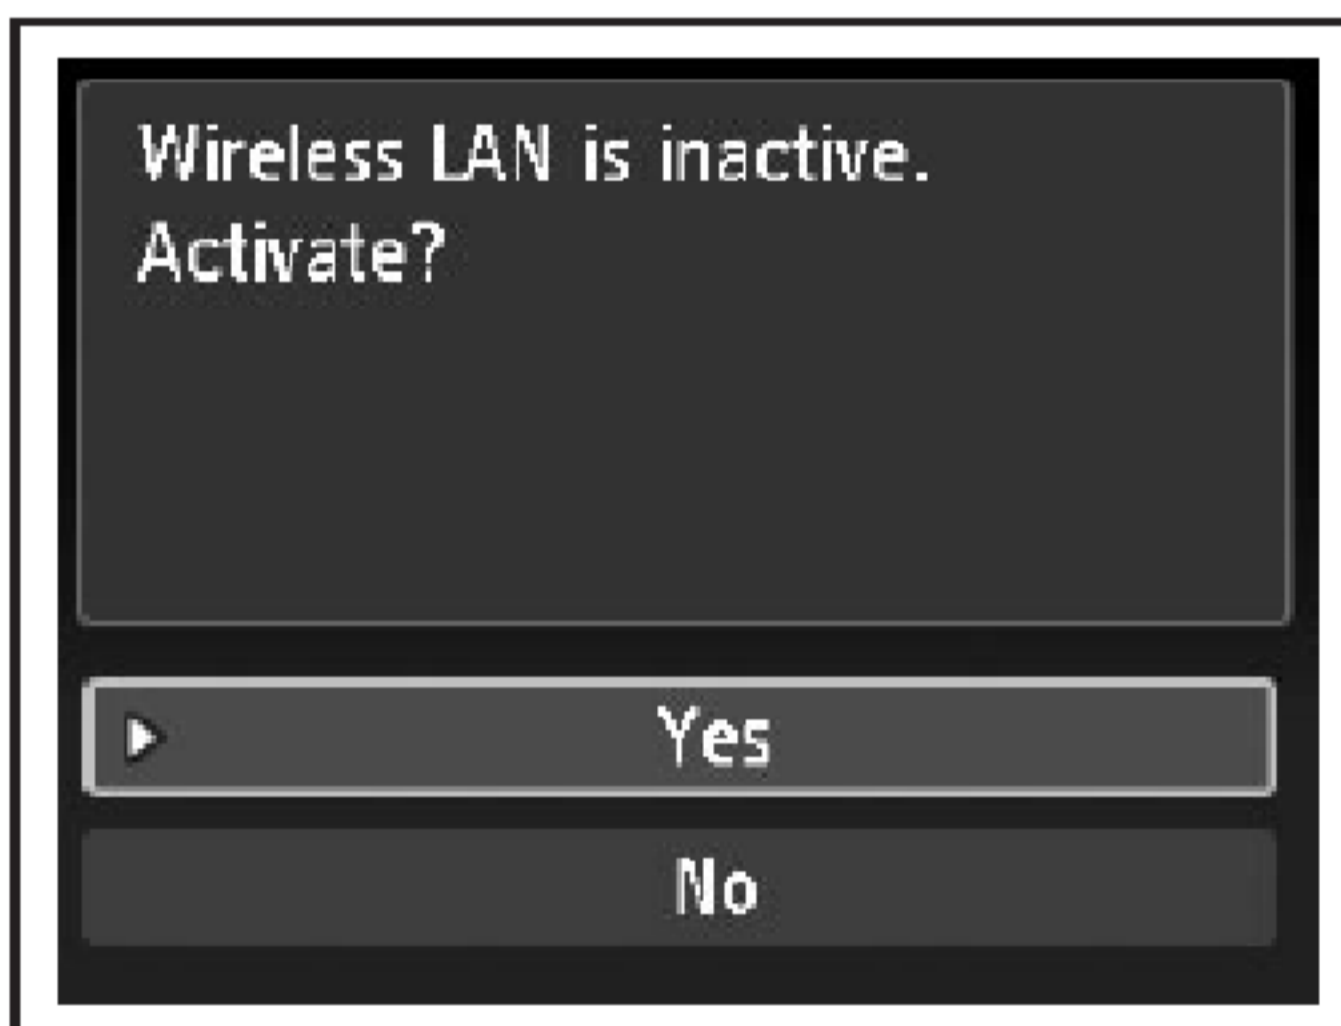 Wireless LAN is inactive.
Activate?
Yes
No